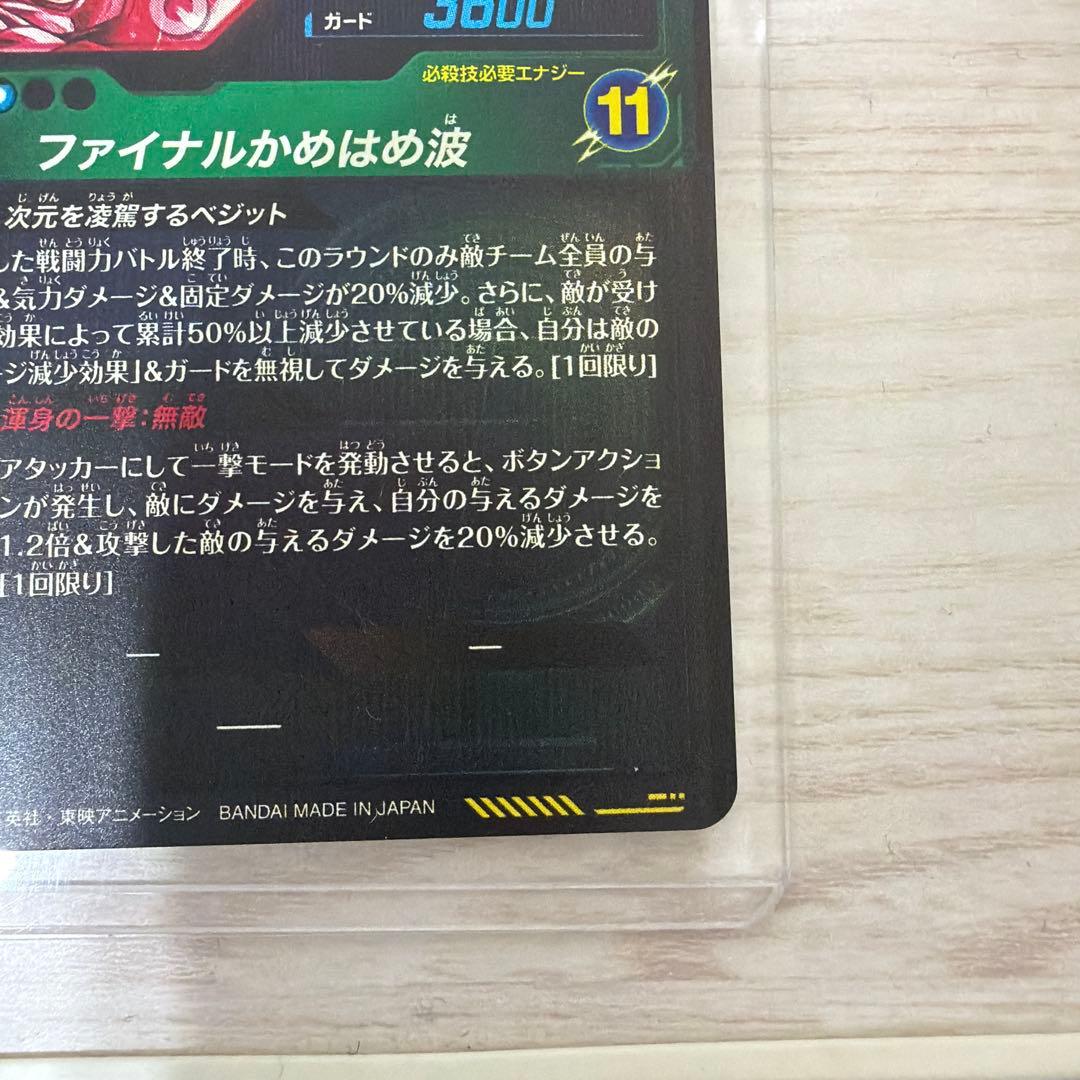 ガード 3600
必殺技必要エナジー
11
ファイナルかめはめ波
次元を凌駕するベジット
した戦闘力バトル終了時、このラウンドのみ敵チーム全員の与
&気力ダメージ&固定ダメージが20%減少。さらに、敵が受け
効果によって累計50%以上減少させている場合、自分は敵の
ージ減少効果」&ガードを無視してダメージを与える。[1回限り]
渾身の一撃:無敵
アタッカーにして一撃モードを発動させると、ボタンアクショ
ンが発生し、敵にダメージを与え、自分の与えるダメージを
1.2倍&攻撃した敵の与えるダメージを20%減少させる。
[1回限り]
英社・東映アニメーション BANDAI MADE IN JAPAN